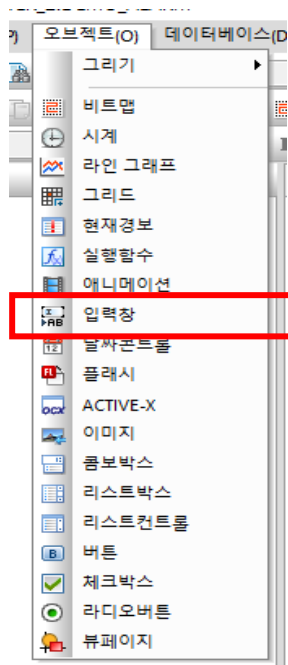 오브젝트(O) 데이터베이스(D
그리기
비트맵
시계
라인 그래프
그리드
현재경보
실행함수
애니메이션
입력창
날짜콘트롤
플래시
ACTIVE-X
이미지
콤보박스
리스트박스
리스트컨트롤
버튼
체크박스
라디오버튼
뷰페이지